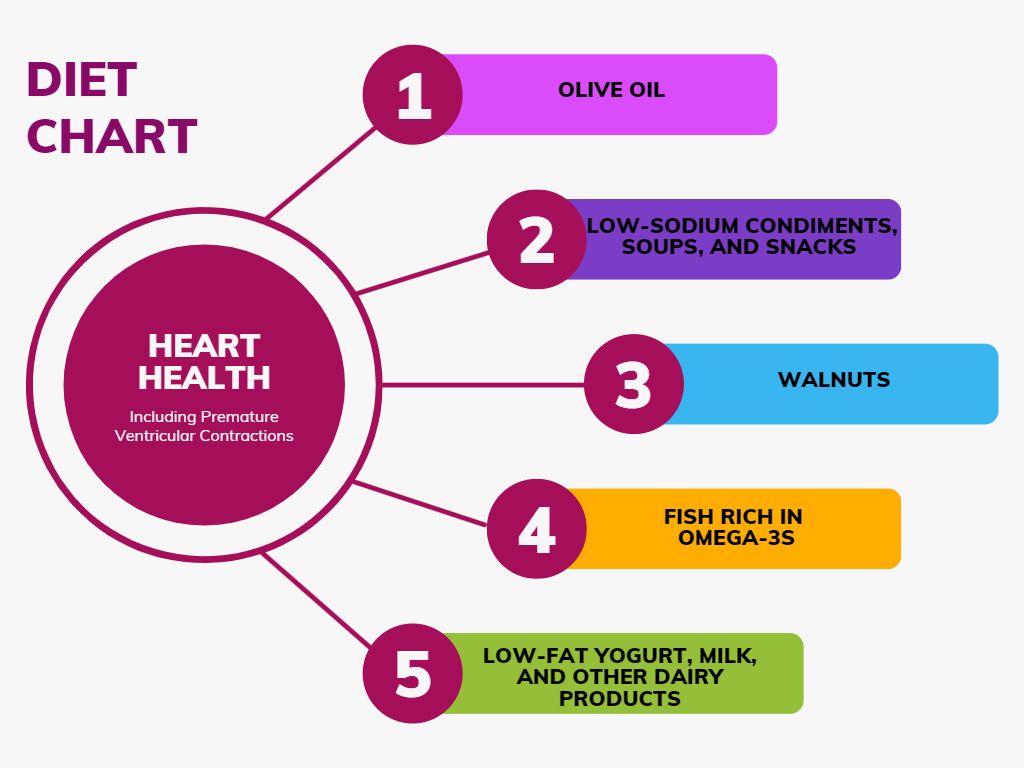 DIET
CHART
1
OLIVE OIL
2
LOW-SODIUM CONDIMENTS,
SOUPS, AND SNACKS
HEART
HEALTH
Including Premature
Ventricular Contractions
3
WALNUTS
4
FISH RICH IN
OMEGA-3S
5
LOW-FAT YOGURT, MILK,
AND OTHER DAIRY
PRODUCTS